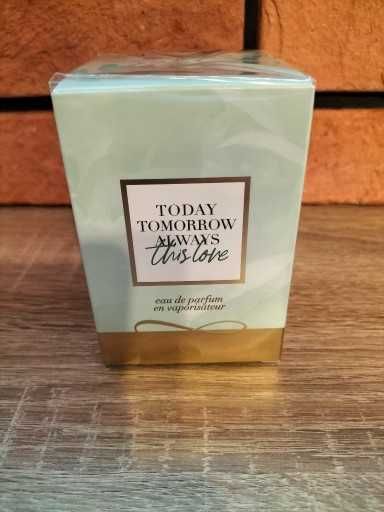 TODAY
TOMORROW
ALWAYS
this love
eau de parfum
en vaporisateur